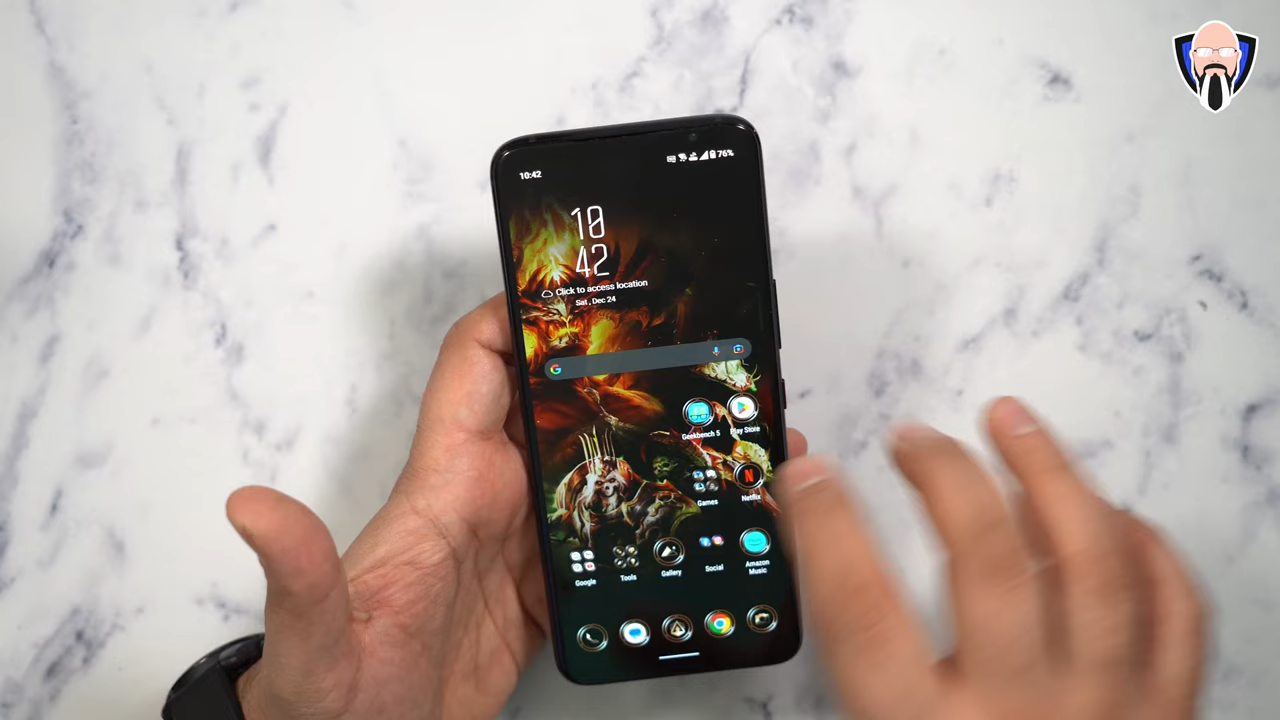 10:42
76%
10
42
Click to access location
Sat, Dec 24
Geekbench 5
Play Store
Games
Netflix
Google
Tools
Gallery
Social
Amazon
Music